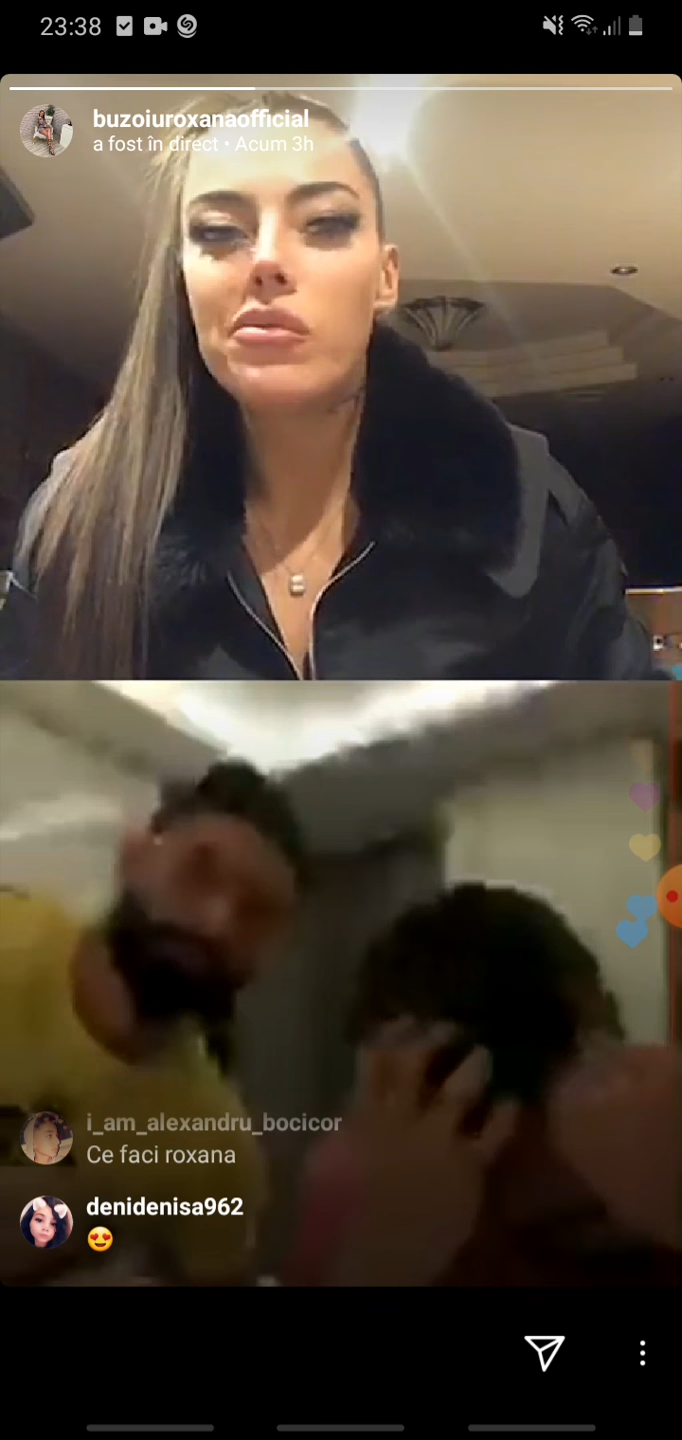 23:38
buzoiuroxanaofficial
a fost în direct • Acum 3h
i_am_alexandru_bocicor
Ce faci roxana
denidenisa962
😍